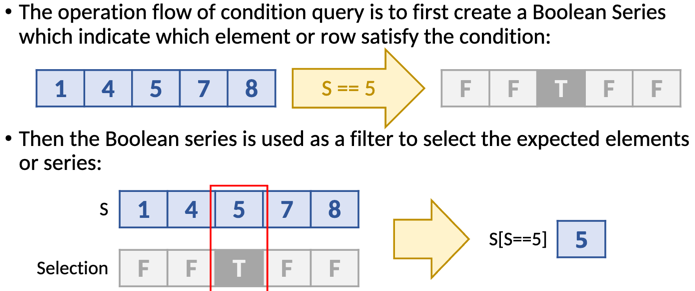 • The operation flow of condition query is to first create a Boolean Series
which indicate which element or row satisfy the condition:
1 4 5 7 8 S == 5 F F T F F
• Then the Boolean series is used as a filter to select the expected elements
or series:
S 1 4 5 7 8
S[S==5] 5
Selection F F T F F